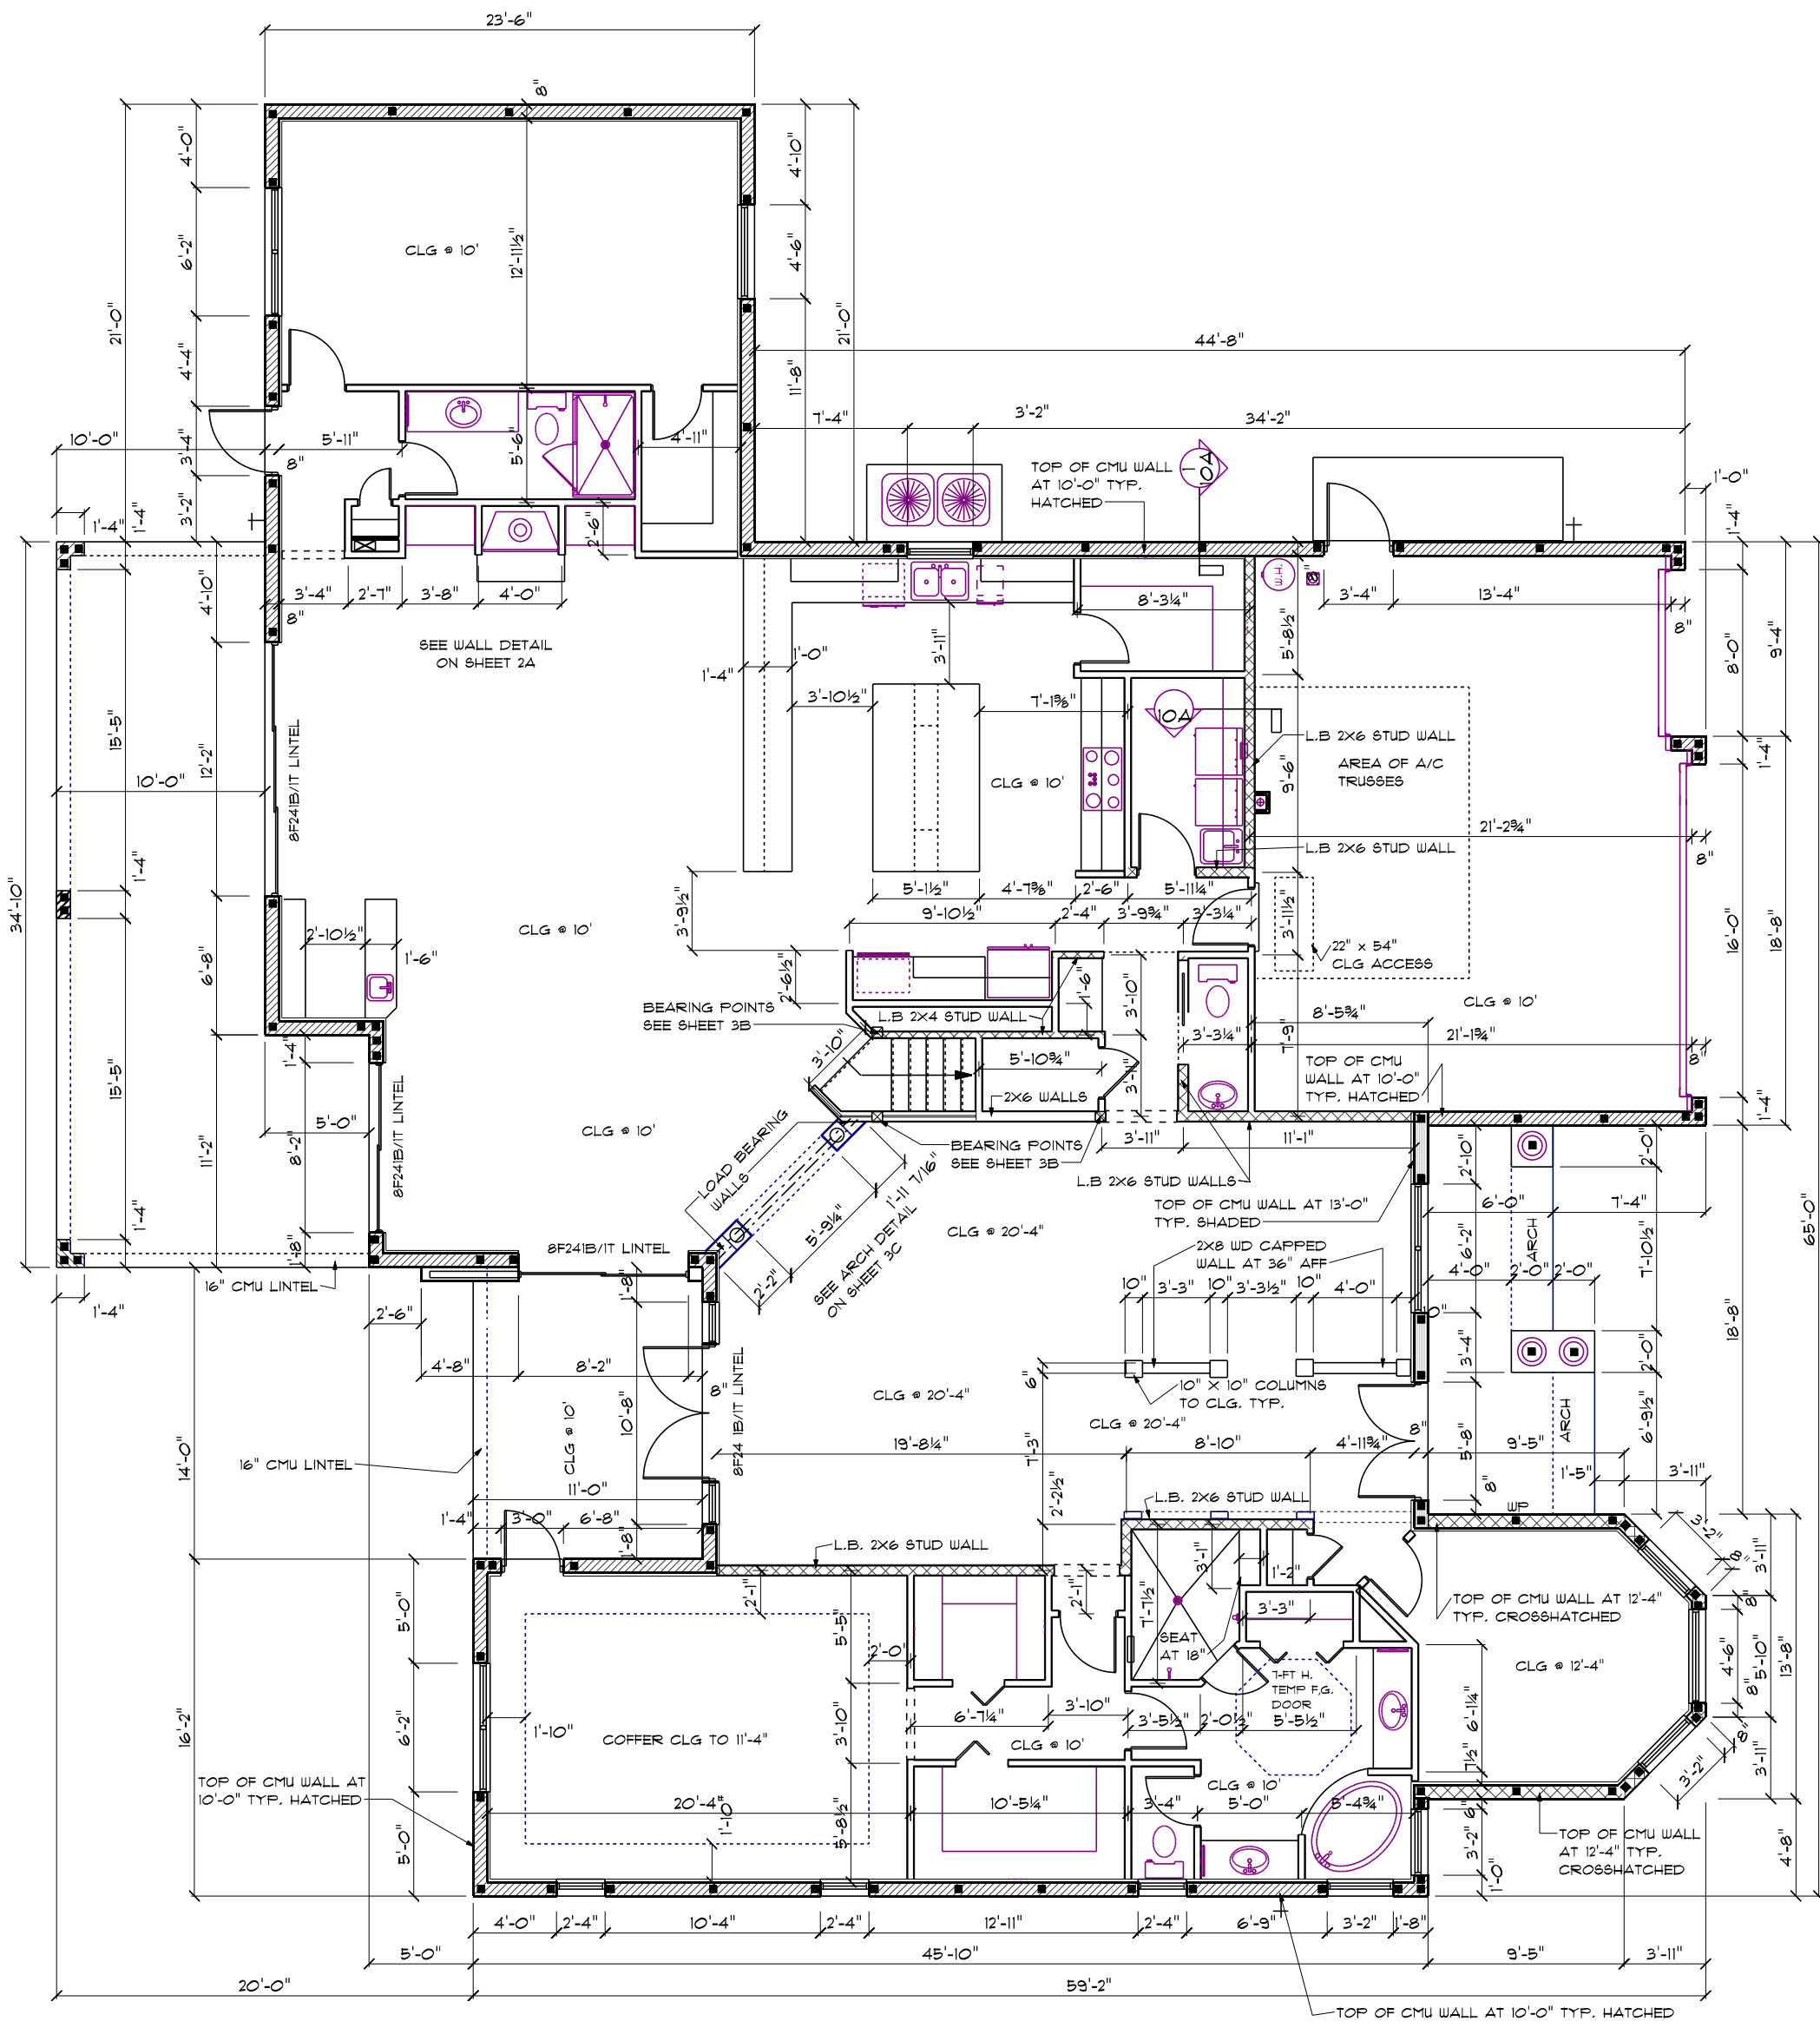 23'-6"
8"
4'-0"
4'-10"
21'-0"
6'-2"
CLG @ 10'
12'-11½"
4'-6"
21'-0"
4'-4"
11'-8"
44'-8"
7'-4"
3'-2"
34'-2"
10'-0"
5'-11"
8"
3'-4"
5'-6"
4'-11"
TOP OF CMU WALL
AT 10'-0" TYP.
HATCHED
1
10A
1'-0"
3'-2"
1'-4"
1'-4"
2'-6"
1'-4"
4'-10"
3'-4"
2'-7"
3'-8"
4'-0"
8"
W.H.
8"
8'-3¼"
3'-4"
13'-4"
8"
SEE WALL DETAIL
ON SHEET 2A
1'-4"
1'-0"
3'-11"
5'-8½"
8'-0"
9'-4"
3'-10½"
7'-1⅝"
10A
15'-5"
12'-2"
8F24IB/IT LINTEL
10'-0"
CLG @ 10'
9'-6"
L.B 2X6 STUD WALL
AREA OF A/C
TRUSSES
1'-4"
21'-2¾"
8"
L.B 2X6 STUD WALL
34'-10"
1'-4"
3'-9½"
5'-1½"
4'-7⅝"
2'-6"
5'-11¼"
9'-10½"
2'-4"
3'-9¾"
3'-3¼"
3'-11½"
16'-0"
18'-8"
2'-10½"
1'-6"
CLG @ 10'
6'-8"
22" X 54"
CLG ACCESS
2'-6½"
1'-6"
3'-10"
CLG @ 10'
BEARING POINTS
SEE SHEET 3B
L.B 2X4 STUD WALL
8'-5¾"
1'-4"
3'-10"
5'-10¾"
3'-3¼"
7'-9"
21'-1¾"
8"
15'-5"
3'-11"
TOP OF CMU
WALL AT 10'-0"
TYP. HATCHED
2X6 WALLS
1'-4"
5'-0"
8F24IB/IT LINTEL
CLG @ 10'
LOAD BEARING
WALLS
BEARING POINTS
SEE SHEET 3B
3'-11"
11'-1"
L.B 2X6 STUD WALLS
11'-2"
8'-2"
1'-11 7/16"
5'-9¼"
2'-2"
SEE ARCH DETAIL
ON SHEET 3C
TOP OF CMU WALL AT 13'-0"
TYP. SHADED
2'-10"
2'-0"
6'-0"
7'-4"
ARCH
65'-0"
1'-4"
1'-8"
8F24IB/IT LINTEL
CLG @ 20'-4"
2X8 WD CAPPED
WALL AT 36" AFF
6'-2"
7'-10½"
4'-0"
2'-0"
2'-0"
16" CMU LINTEL
1'-4"
1'-8"
10"
3'-3"
10"
3'-3½"
10"
4'-0"
2'-6"
4'-8"
8'-2"
8"
8F24 IB/IT LINTEL
6"
10" X 10" COLUMNS
TO CLG. TYP.
3'-4"
2'-0"
18'-8"
CLG @ 20'-4"
CLG @ 20'-4"
14'-0"
CLG @ 10'
10'-8"
19'-8¼"
7'-3"
8'-10"
4'-11¾"
8"
5'-8"
9'-5"
6'-9½"
ARCH
16" CMU LINTEL
11'-0"
1'-5"
3'-11"
8"
1'-4"
3'-0"
6'-8"
1'-8"
2'-2½"
L.B. 2X6 STUD WALL
WP
L.B. 2X6 STUD WALL
3'-2"
8"
3'-11"
5'-0"
2'-1"
5'-5"
2'-1"
7'-7½"
3'-1"
1'-2"
3'-3"
TOP OF CMU WALL AT 12'-4"
TYP. CROSSHATCHED
8"
2'-0"
SEAT
AT 18"
7-FT H.
TEMP F.G.
DOOR
CLG @ 12'-4"
4'-6"
5'-10"
13'-8"
16'-2"
6'-2"
1'-10"
COFFER CLG TO 11'-4"
3'-10"
6'-7¼"
3'-10"
3'-5½"
2'-0½"
5'-5½"
6'-1¼"
8"
CLG @ 10'
8"
3'-2"
3'-11"
7½"
TOP OF CMU WALL AT
10'-0" TYP. HATCHED
CLG @ 10'
20'-4"
1'-10"
5'-8½"
10'-5¼"
3'-4"
5'-0"
5'-4¾"
5'-0"
6"
3'-2"
1'-0"
TOP OF CMU WALL
AT 12'-4" TYP.
CROSSHATCHED
4'-8"
4'-0"
2'-4"
10'-4"
2'-4"
12'-11"
2'-4"
6'-9"
3'-2"
1'-8"
5'-0"
45'-10"
9'-5"
3'-11"
20'-0"
59'-2"
TOP OF CMU WALL AT 10'-0" TYP. HATCHED